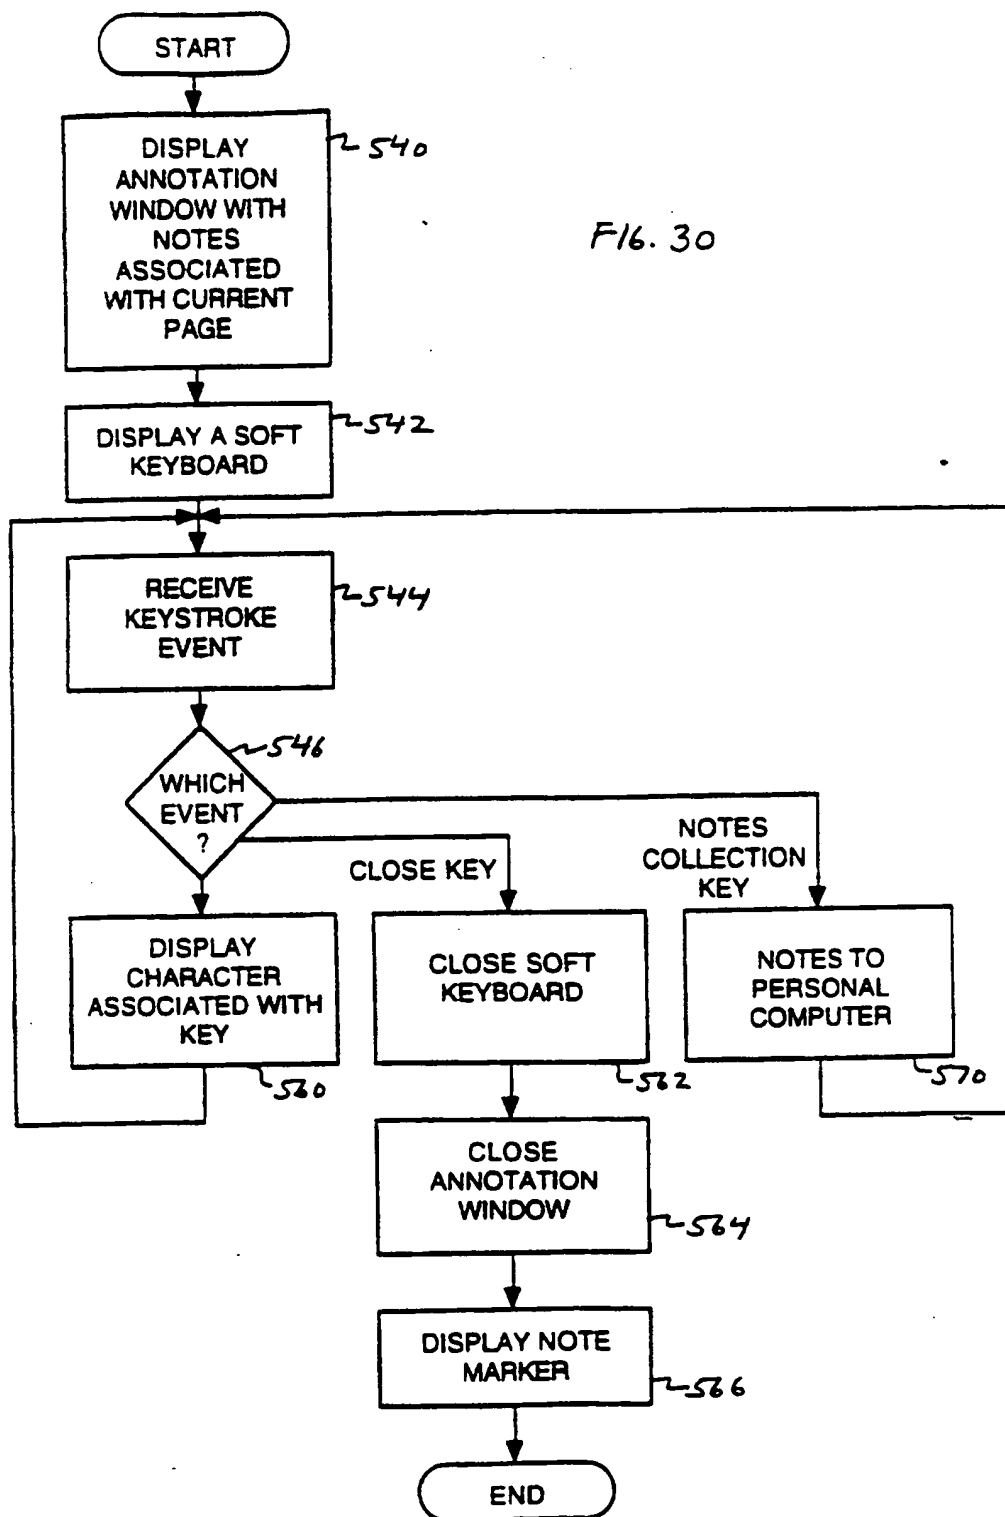 START
DISPLAY
ANNOTATION
WINDOW WITH
NOTES
ASSOCIATED
WITH CURRENT
PAGE
540
FIG. 30
DISPLAY A SOFT
KEYBOARD
542
RECEIVE
KEYSTROKE
EVENT
544
WHICH
EVENT
?
546
CLOSE KEY
NOTES
COLLECTION
KEY
DISPLAY
CHARACTER
ASSOCIATED WITH
KEY
560
CLOSE SOFT
KEYBOARD
562
NOTES TO
PERSONAL
COMPUTER
570
CLOSE
ANNOTATION
WINDOW
564
DISPLAY NOTE
MARKER
566
END